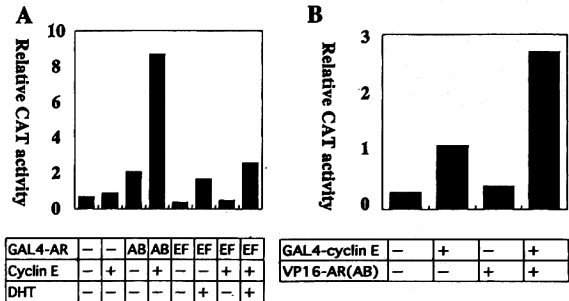 A
Relative CAT activity
10
8
6
4
2
0
GAL4-AR – – AB AB EF EF EF EF
Cyclin E – + – + – – + +
DHT – – – – – + – +
B
Relative CAT activity
3
2
1
0
GAL4-cyclin E – + – +
VP16-AR(AB) – – + +